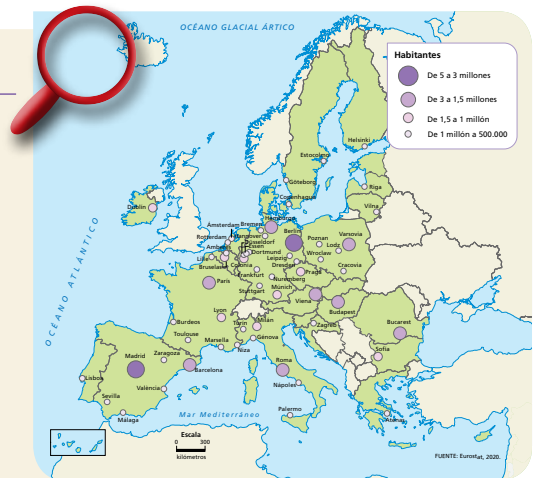 OCÉANO GLACIAL ÁRTICO
Habitantes
De 5 a 3 millones
De 3 a 1,5 millones
De 1,5 a 1 millón
De 1 millón a 500.000
Helsinki
Estocolmo
Göteborg
Riga
Copenhague
Vilna
Dublín
Hamburgo
Ámsterdam
Bremen
Rotterdam
Hannover
Berlín
Poznan
Varsovia
Düsseldorf
Amberes
Essen
Lodz
Dortmund
Leipzig
Wroclaw
Lille
Bruselas
Colonia
Dresde
Praga
Cracovia
Frankfurt
Nuremberg
París
Stuttgart
Múnich
Viena
Budapest
OCÉANO ATLÁNTICO
Lyon
Milán
Turín
Zagreb
Bucarest
Burdeos
Toulouse
Génova
Marsella
Niza
Sofía
Madrid
Zaragoza
Barcelona
Roma
Lisboa
Valencia
Nápoles
Sevilla
Málaga
Mar Mediterráneo
Palermo
Atenas
Escala
0 300
kilómetros
FUENTE: Eurostat, 2020.